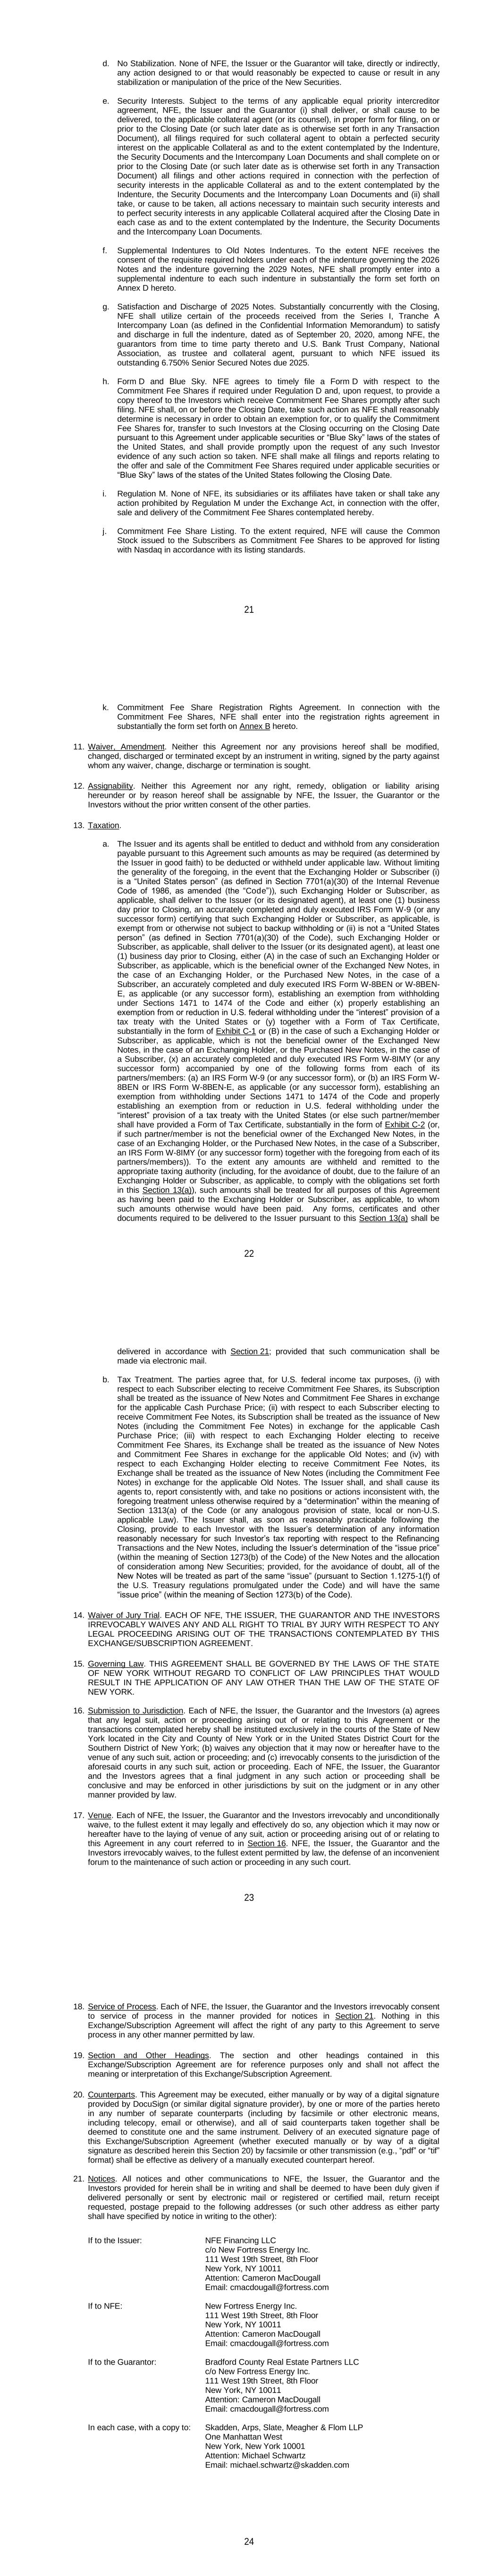 d. No Stabilization. None of NFE, the Issuer or the Guarantor will take, directly or indirectly,
any action designed to or that would reasonably be expected to cause or result in any
stabilization or manipulation of the price of the New Securities.
e. Security Interests. Subject to the terms of any applicable equal priority intercreditor
agreement, NFE, the Issuer and the Guarantor (i) shall deliver, or shall cause to be
delivered, to the applicable collateral agent (or its counsel), in proper form for filing, on or
prior to the Closing Date (or such later date as is otherwise set forth in any Transaction
Document), all filings required for such collateral agent to obtain a perfected security
interest on the applicable Collateral as and to the extent contemplated by the Indenture,
the Security Documents and the Intercompany Loan Documents and shall complete on or
prior to the Closing Date (or such later date as is otherwise set forth in any Transaction
Document) all filings and other actions required in connection with the perfection of
security interests in the applicable Collateral as and to the extent contemplated by the
Indenture, the Security Documents and the Intercompany Loan Documents and (ii) shall
take, or cause to be taken, all actions necessary to maintain such security interests and
to perfect security interests in any applicable Collateral acquired after the Closing Date in
each case as and to the extent contemplated by the Indenture, the Security Documents
and the Intercompany Loan Documents.
f. Supplemental Indentures to Old Notes Indentures. To the extent NFE receives the
consent of the requisite required holders under each of the indenture governing the 2026
Notes and the indenture governing the 2029 Notes, NFE shall promptly enter into a
supplemental indenture to each such indenture in substantially the form set forth on
Annex D hereto.
g. Satisfaction and Discharge of 2025 Notes. Substantially concurrently with the Closing,
NFE shall utilize certain of the proceeds received from the Series I, Tranche A
Intercompany Loan (as defined in the Confidential Information Memorandum) to satisfy
and discharge in full the indenture, dated as of September 20, 2020, among NFE, the
guarantors from time to time party thereto and U.S. Bank Trust Company, National
Association, as trustee and collateral agent, pursuant to which NFE issued its
outstanding 6.750% Senior Secured Notes due 2025.
h. Form D and Blue Sky. NFE agrees to timely file a Form D with respect to the
Commitment Fee Shares if required under Regulation D and, upon request, to provide a
copy thereof to the Investors which receive Commitment Fee Shares promptly after such
filing. NFE shall, on or before the Closing Date, take such action as NFE shall reasonably
determine is necessary in order to obtain an exemption for, or to qualify the Commitment
Fee Shares for, transfer to such Investors at the Closing occurring on the Closing Date
pursuant to this Agreement under applicable securities or “Blue Sky” laws of the states of
the United States, and shall provide promptly upon the request of any such Investor
evidence of any such action so taken. NFE shall make all filings and reports relating to
the offer and sale of the Commitment Fee Shares required under applicable securities or
“Blue Sky” laws of the states of the United States following the Closing Date.
i. Regulation M. None of NFE, its subsidiaries or its affiliates have taken or shall take any
action prohibited by Regulation M under the Exchange Act, in connection with the offer,
sale and delivery of the Commitment Fee Shares contemplated hereby.
j. Commitment Fee Share Listing. To the extent required, NFE will cause the Common
Stock issued to the Subscribers as Commitment Fee Shares to be approved for listing
with Nasdaq in accordance with its listing standards.
21
k. Commitment Fee Share Registration Rights Agreement. In connection with the
Commitment Fee Shares, NFE shall enter into the registration rights agreement in
substantially the form set forth on Annex B hereto.
11. Waiver, Amendment. Neither this Agreement nor any provisions hereof shall be modified,
changed, discharged or terminated except by an instrument in writing, signed by the party against
whom any waiver, change, discharge or termination is sought.
12. Assignability. Neither this Agreement nor any right, remedy, obligation or liability arising
hereunder or by reason hereof shall be assignable by NFE, the Issuer, the Guarantor or the
Investors without the prior written consent of the other parties.
13. Taxation.
a. The Issuer and its agents shall be entitled to deduct and withhold from any consideration
payable pursuant to this Agreement such amounts as may be required (as determined by
the Issuer in good faith) to be deducted or withheld under applicable law. Without limiting
the generality of the foregoing, in the event that the Exchanging Holder or Subscriber (i)
is a “United States person” (as defined in Section 7701(a)(30) of the Internal Revenue
Code of 1986, as amended (the “Code”)), such Exchanging Holder or Subscriber, as
applicable, shall deliver to the Issuer (or its designated agent), at least one (1) business
day prior to Closing, an accurately completed and duly executed IRS Form W-9 (or any
successor form) certifying that such Exchanging Holder or Subscriber, as applicable, is
exempt from or otherwise not subject to backup withholding or (ii) is not a “United States
person” (as defined in Section 7701(a)(30) of the Code), such Exchanging Holder or
Subscriber, as applicable, shall deliver to the Issuer (or its designated agent), at least one
(1) business day prior to Closing, either (A) in the case of such an Exchanging Holder or
Subscriber, as applicable, which is the beneficial owner of the Exchanged New Notes, in
the case of an Exchanging Holder, or the Purchased New Notes, in the case of a
Subscriber, an accurately completed and duly executed IRS Form W-8BEN or W-8BEN-
E, as applicable (or any successor form), establishing an exemption from withholding
under Sections 1471 to 1474 of the Code and either (x) properly establishing an
exemption from or reduction in U.S. federal withholding under the “interest” provision of a
tax treaty with the United States or (y) together with a Form of Tax Certificate,
substantially in the form of Exhibit C-1 or (B) in the case of such a Exchanging Holder or
Subscriber, as applicable, which is not the beneficial owner of the Exchanged New
Notes, in the case of an Exchanging Holder, or the Purchased New Notes, in the case of
a Subscriber, (x) an accurately completed and duly executed IRS Form W-8IMY (or any
successor form) accompanied by one of the following forms from each of its
partners/members: (a) an IRS Form W-9 (or any successor form), or (b) an IRS Form W-
8BEN or IRS Form W-8BEN-E, as applicable (or any successor form), establishing an
exemption from withholding under Sections 1471 to 1474 of the Code and properly
establishing an exemption from or reduction in U.S. federal withholding under the
“interest” provision of a tax treaty with the United States (or else such partner/member
shall have provided a Form of Tax Certificate, substantially in the form of Exhibit C-2 (or,
if such partner/member is not the beneficial owner of the Exchanged New Notes, in the
case of an Exchanging Holder, or the Purchased New Notes, in the case of a Subscriber,
an IRS Form W-8IMY (or any successor form) together with the foregoing from each of its
partners/members)). To the extent any amounts are withheld and remitted to the
appropriate taxing authority (including, for the avoidance of doubt, due to the failure of an
Exchanging Holder or Subscriber, as applicable, to comply with the obligations set forth
in this Section 13(a)), such amounts shall be treated for all purposes of this Agreement
as having been paid to the Exchanging Holder or Subscriber, as applicable, to whom
such amounts otherwise would have been paid. Any forms, certificates and other
documents required to be delivered to the Issuer pursuant to this Section 13(a) shall be
22
delivered in accordance with Section 21; provided that such communication shall be
made via electronic mail.
b. Tax Treatment. The parties agree that, for U.S. federal income tax purposes, (i) with
respect to each Subscriber electing to receive Commitment Fee Shares, its Subscription
shall be treated as the issuance of New Notes and Commitment Fee Shares in exchange
for the applicable Cash Purchase Price; (ii) with respect to each Subscriber electing to
receive Commitment Fee Notes, its Subscription shall be treated as the issuance of New
Notes (including the Commitment Fee Notes) in exchange for the applicable Cash
Purchase Price; (iii) with respect to each Exchanging Holder electing to receive
Commitment Fee Shares, its Exchange shall be treated as the issuance of New Notes
and Commitment Fee Shares in exchange for the applicable Old Notes; and (iv) with
respect to each Exchanging Holder electing to receive Commitment Fee Notes, its
Exchange shall be treated as the issuance of New Notes (including the Commitment Fee
Notes) in exchange for the applicable Old Notes. The Issuer shall, and shall cause its
agents to, report consistently with, and take no positions or actions inconsistent with, the
foregoing treatment unless otherwise required by a “determination” within the meaning of
Section 1313(a) of the Code (or any analogous provision of state, local or non-U.S.
applicable Law). The Issuer shall, as soon as reasonably practicable following the
Closing, provide to each Investor with the Issuer’s determination of any information
reasonably necessary for such Investor’s tax reporting with respect to the Refinancing
Transactions and the New Notes, including the Issuer’s determination of the “issue price”
(within the meaning of Section 1273(b) of the Code) of the New Notes and the allocation
of consideration among New Securities; provided, for the avoidance of doubt, all of the
New Notes will be treated as part of the same “issue” (pursuant to Section 1.1275-1(f) of
the U.S. Treasury regulations promulgated under the Code) and will have the same
“issue price” (within the meaning of Section 1273(b) of the Code).
14. Waiver of Jury Trial. EACH OF NFE, THE ISSUER, THE GUARANTOR AND THE INVESTORS
IRREVOCABLY WAIVES ANY AND ALL RIGHT TO TRIAL BY JURY WITH RESPECT TO ANY
LEGAL PROCEEDING ARISING OUT OF THE TRANSACTIONS CONTEMPLATED BY THIS
EXCHANGE/SUBSCRIPTION AGREEMENT.
15. Governing Law. THIS AGREEMENT SHALL BE GOVERNED BY THE LAWS OF THE STATE
OF NEW YORK WITHOUT REGARD TO CONFLICT OF LAW PRINCIPLES THAT WOULD
RESULT IN THE APPLICATION OF ANY LAW OTHER THAN THE LAW OF THE STATE OF
NEW YORK.
16. Submission to Jurisdiction. Each of NFE, the Issuer, the Guarantor and the Investors (a) agrees
that any legal suit, action or proceeding arising out of or relating to this Agreement or the
transactions contemplated hereby shall be instituted exclusively in the courts of the State of New
York located in the City and County of New York or in the United States District Court for the
Southern District of New York; (b) waives any objection that it may now or hereafter have to the
venue of any such suit, action or proceeding; and (c) irrevocably consents to the jurisdiction of the
aforesaid courts in any such suit, action or proceeding. Each of NFE, the Issuer, the Guarantor
and the Investors agrees that a final judgment in any such suit, action or proceeding shall be
conclusive and may be enforced in other jurisdictions by suit on the judgment or in any other
manner provided by law.
17. Venue. Each of NFE, the Issuer, the Guarantor and the Investors irrevocably and unconditionally
waive, to the fullest extent it may legally and effectively do so, any objection which it may now or
hereafter have to the laying of venue of any suit, action or proceeding arising out of or relating to
this Agreement in any court referred to in Section 16. NFE, the Issuer, the Guarantor and the
Investors irrevocably waives, to the fullest extent permitted by law, the defense of an inconvenient
forum to the maintenance of such action or proceeding in any such court.
23
18. Service of Process. Each of NFE, the Issuer, the Guarantor and the Investors irrevocably consent
to service of process in the manner provided for notices in Section 21. Nothing in this
Exchange/Subscription Agreement will affect the right of any party to this Agreement to serve
process in any other manner permitted by law.
19. Section and Other Headings. The section and other headings contained in this
Exchange/Subscription Agreement are for reference purposes only and shall not affect the
meaning or interpretation of this Exchange/Subscription Agreement.
20. Counterparts. This Agreement may be executed, either manually or by way of a digital signature
provided by DocuSign (or similar digital signature provider), by one or more of the parties hereto
in any number of separate counterparts (including by facsimile or other electronic means,
including telecopy, email or otherwise), and all of said counterparts taken together shall be
deemed to constitute one and the same instrument. Delivery of an executed signature page of
this Exchange/Subscription Agreement (whether executed manually or by way of a digital
signature as described herein this Section 20) by facsimile or other transmission (e.g., “pdf” or “tif”
format) shall be effective as delivery of a manually executed counterpart hereof.
21. Notices. All notices and other communications to NFE, the Issuer, the Guarantor and the
Investors provided for herein shall be in writing and shall be deemed to have been duly given if
delivered personally or sent by electronic mail or registered or certified mail, return receipt
requested, postage prepaid to the following addresses (or such other address as either party
shall have specified by notice in writing to the other):
If to the Issuer: NFE Financing LLC
c/o New Fortress Energy Inc.
111 West 19th Street, 8th Floor
New York, NY 10011
Attention: Cameron MacDougall
Email: cmacdougall@fortress.com
If to NFE: New Fortress Energy Inc.
111 West 19th Street, 8th Floor
New York, NY 10011
Attention: Cameron MacDougall
Email: cmacdougall@fortress.com
If to the Guarantor: Bradford County Real Estate Partners LLC
c/o New Fortress Energy Inc.
111 West 19th Street, 8th Floor
New York, NY 10011
Attention: Cameron MacDougall
Email: cmacdougall@fortress.com
In each case, with a copy to: Skadden, Arps, Slate, Meagher & Flom LLP
One Manhattan West
New York, New York 10001
Attention: Michael Schwartz
Email: michael.schwartz@skadden.com
24